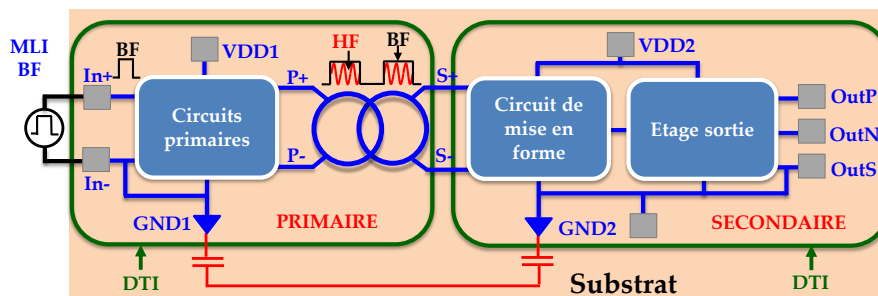 MLI
BF
BF
In+
VDD1
P+
HF
BF
S+
VDD2
Circuits
primaires
Circuit de
mise en
forme
Etage sortie
OutP
OutN
OutS
P-
S-
In-
GND1
PRIMAIRE
GND2
SECONDAIRE
DTI
Substrat
DTI